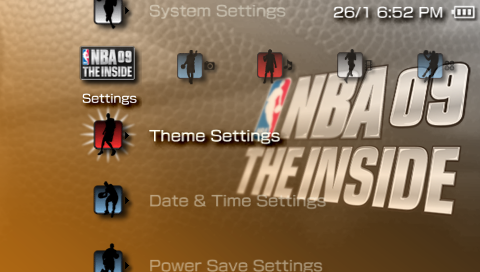 System Settings
26/1 6:52 PM
NBA 09
THE INSIDE
Settings
Theme Settings
NBA 09
THE INSIDE
Date & Time Settings
Power Save Settings